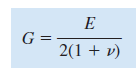 G = E / 2(1 + ν)